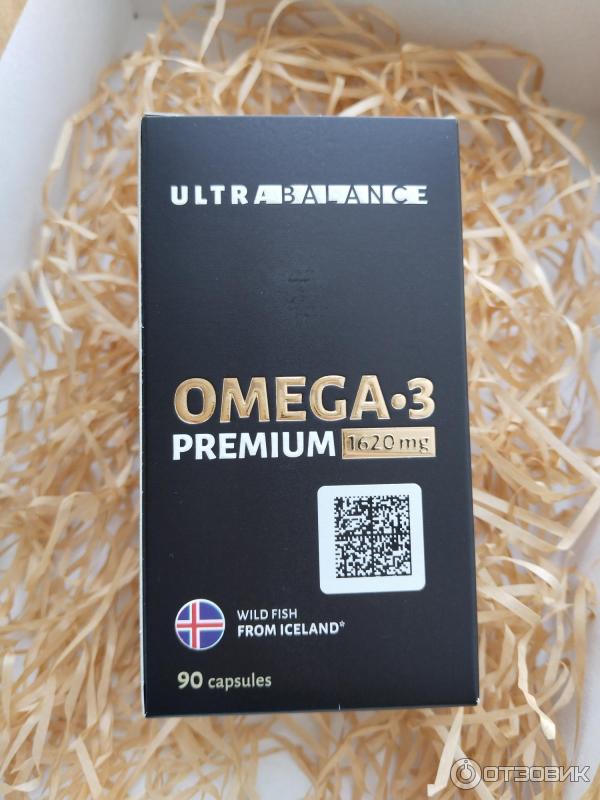 ULTRABALANCE
OMEGA·3
PREMIUM 1620 mg
WILD FISH
FROM ICELAND*
90 capsules
ОТЗОВИК